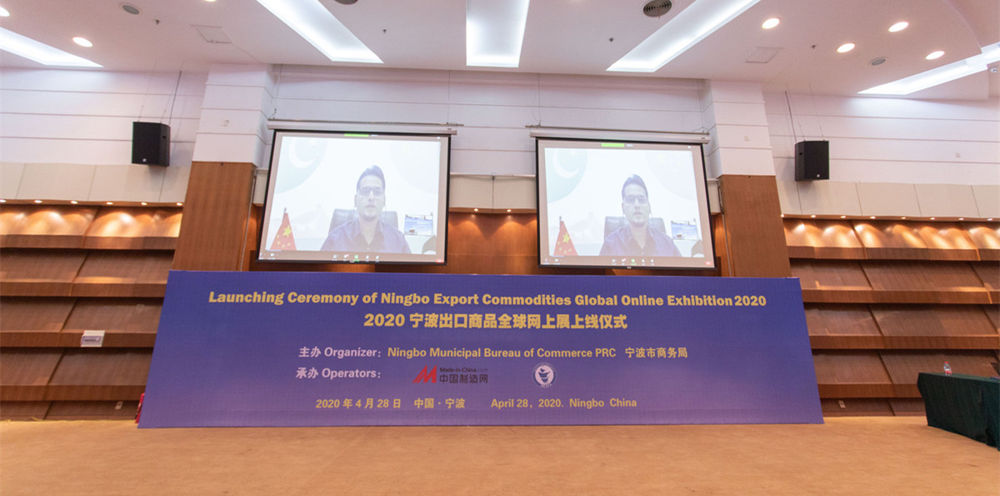 Launching Ceremony of Ningbo Export Commodities Global Online Exhibition 2020
2020 宁波出口商品全球网上展上线仪式
主办 Organizer: Ningbo Municipal Bureau of Commerce PRC 宁波市商务局
承办 Operators:
Made-in-China.com
中国制造网
2020 年 4 月 28 日 中国 · 宁波 April 28, 2020. Ningbo China